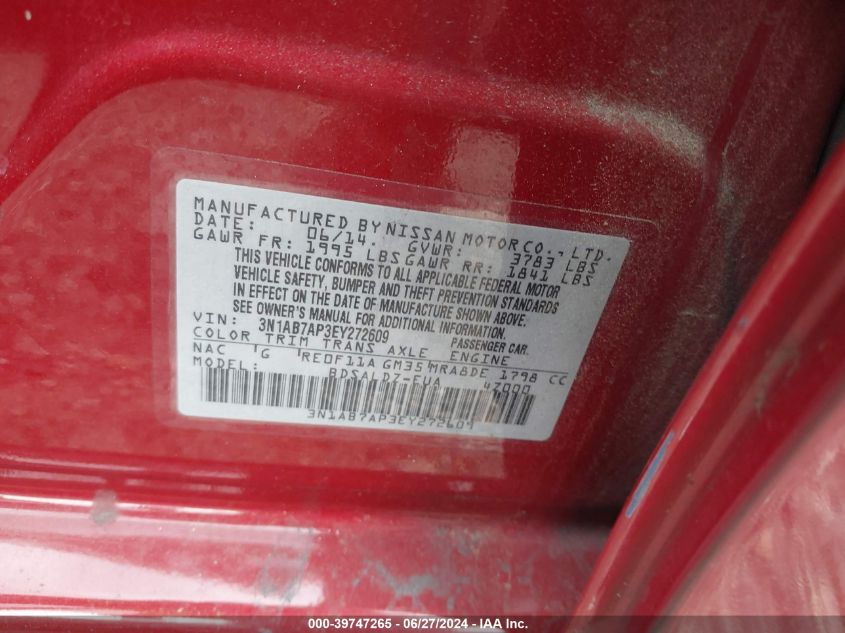 MANUFACTURED BY NISSAN MOTOR CO., LTD.
DATE: 06/14. GVWR: 3783 LBS
GAWR FR: 1995 LBS GAWR RR: 1841 LBS
THIS VEHICLE CONFORMS TO ALL APPLICABLE FEDERAL MOTOR
VEHICLE SAFETY, BUMPER AND THEFT PREVENTION STANDARDS
IN EFFECT ON THE DATE OF MANUFACTURE SHOWN ABOVE.
SEE OWNER'S MANUAL FOR ADDITIONAL INFORMATION.
VIN: 3N1AB7AP3EY272609 PASSENGER CAR.
COLOR TRIM TRANS AXLE ENGINE
NAC G RE0F11A GM35 MRA8DE 1798 CC
MODEL: BDSALDZ-EUA 4Z000
3N1AB7AP3EY272609
000-39747265 - 06/27/2024 - IAA Inc.